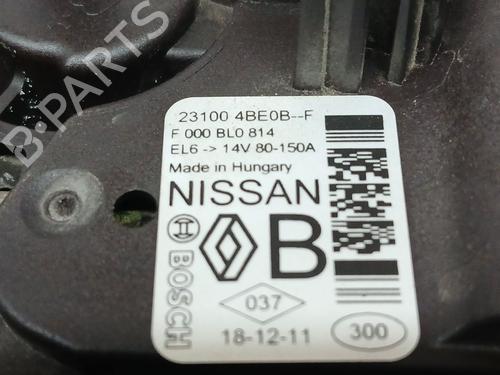 B-PARTS
23100 4BE0B--F
F 000 BL0 814
EL6 -> 14V 80-150A
Made in Hungary
NISSAN
BOSCH
B
037
18-12-11
300